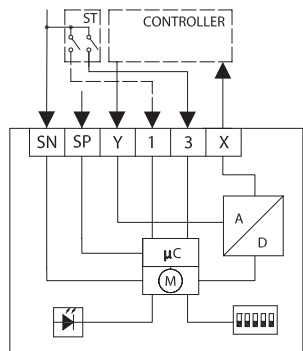 ST
CONTROLLER
SN SP Y 1 3 X
A
D
μC
M